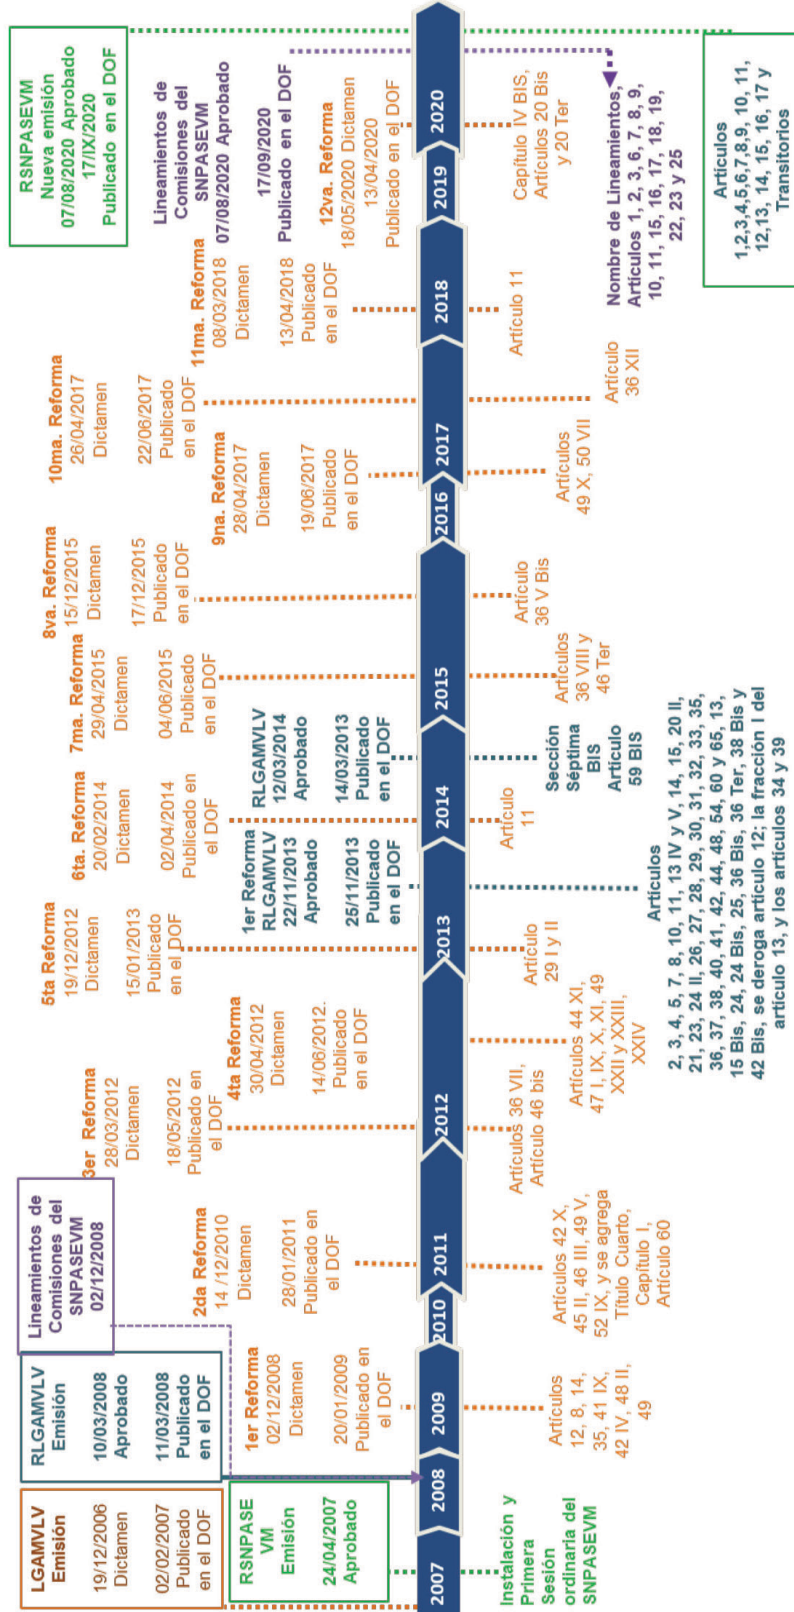 LGAMVLV
Emisión
19/12/2006
Dictamen
02/02/2007
Publicado
en el DOF
RLGAMVLV
Emisión
10/03/2008
Aprobado
11/03/2008
Publicado
en el DOF
Lineamientos de
Comisiones del
SNPASEVM
02/12/2008
RSNPASE
VM
Emisión
24/04/2007
Aprobado
1er Reforma
02/12/2008
Dictamen
20/01/2009
Publicado en
el DOF
2da Reforma
14 /12/2010
Dictamen
28/01/2011
Publicado en
el DOF
3er Reforma
28/03/2012
Dictamen
18/05/2012
Publicado en
el DOF
4ta Reforma
30/04/2012
Dictamen
14/06/2012.
Publicado
en el DOF
5ta Reforma
19/12/2012
Dictamen
15/01/2013
Publicado
en el DOF
1er Reforma
RLGAMVLV
22/11/2013
Aprobado
25/11/2013
Publicado
en el DOF
6ta. Reforma
20/02/2014
Dictamen
02/04/2014
Publicado en
el DOF
RLGAMVLV
12/03/2014
Aprobado
14/03/2013
Publicado
en el DOF
7ma. Reforma
29/04/2015
Dictamen
04/06/2015
Publicado
en el DOF
8va. Reforma
15/12/2015
Dictamen
17/12/2015
Publicado
en el DOF
9na. Reforma
28/04/2017
Dictamen
19/06/2017
Publicado
en el DOF
10ma. Reforma
26/04/2017
Dictamen
22/06/2017
Publicado
en el DOF
11ma. Reforma
08/03/2018
Dictamen
13/04/2018
Publicado
en el DOF
RSNPASEVM
Nueva emisión
07/08/2020 Aprobado
17/IX/2020
Publicado en el DOF
Lineamientos de
Comisiones del
SNPASEVM
07/08/2020 Aprobado
17/09/2020
Publicado en el DOF
12va. Reforma
18/05/2020 Dictamen
13/04/2020
Publicado en el DOF
2007
2008
2009
2010
2011
2012
2013
2014
2015
2016
2017
2018
2019
2020
Instalación y
Primera
Sesión
ordinaria del
SNPASEVM
Artículos
12, 8, 14,
35, 41 IX,
42 IV, 48 II,
49
Artículos 42 X,
45 II, 46 III, 49 V,
52 IX, y se agrega
Título Cuarto,
Capítulo I,
Artículo 60
Artículos 36 VII,
Artículo 46 bis
Artículos 44 XI,
47 I, IX, X, XI, 49
XXII y XXIII,
XXIV
Artículo
29 I y II
Artículos
2, 3, 4, 5, 7, 8, 10, 11, 13 IV y V, 14, 15, 20 II,
21, 23, 24 II, 26, 27, 28, 29, 30, 31, 32, 33, 35,
36, 37, 38, 40, 41, 42, 44, 48, 54, 60 y 65, 13,
15 Bis, 24, 24 Bis, 25, 36 Bis, 36 Ter, 38 Bis y
42 Bis, se deroga artículo 12; la fracción I del
artículo 13, y los artículos 34 y 39
Artículo
11
Sección
Séptima
BIS
Artículo
59 BIS
Artículos
36 VIII y
46 Ter
Artículo
36 V Bis
Artículos
49 X, 50 VII
Artículo
36 XII
Artículo 11
Capítulo IV BIS,
Artículos 20 Bis
y 20 Ter
Nombre de Lineamientos,
Artículos 1, 2, 3, 6, 7, 8, 9,
10, 11, 15, 16, 17, 18, 19,
22, 23 y 25
Artículos
1,2,3,4,5,6,7,8,9, 10, 11,
12,13, 14, 15, 16, 17 y
Transitorios